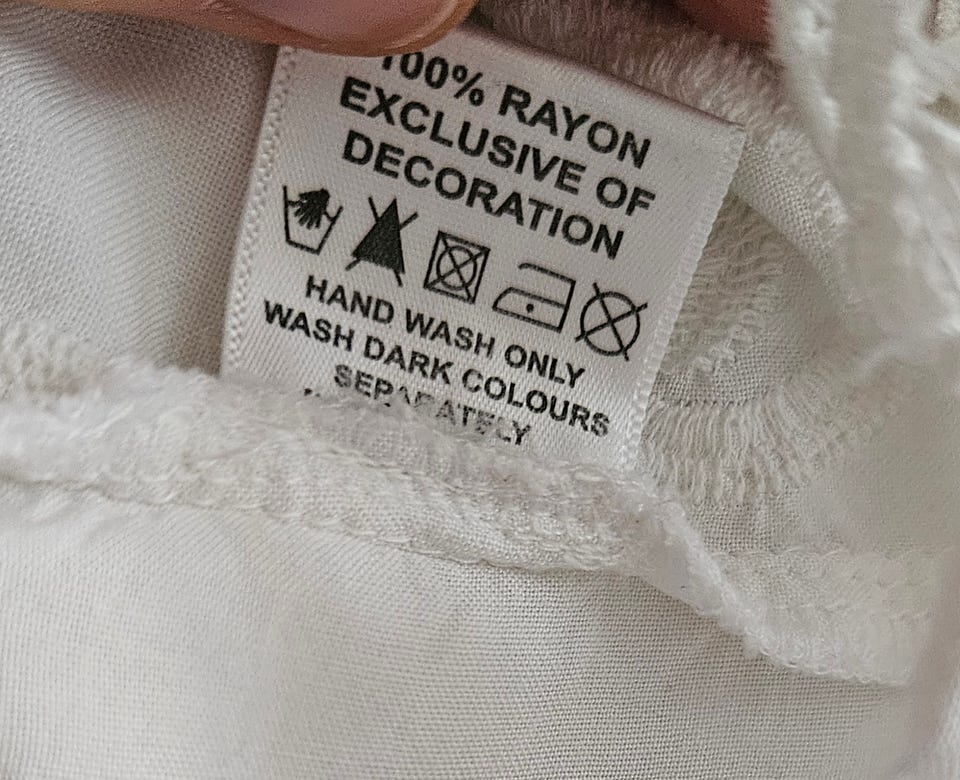 100% RAYON
EXCLUSIVE OF
DECORATION
HAND WASH ONLY
WASH DARK COLOURS
SEPARATELY